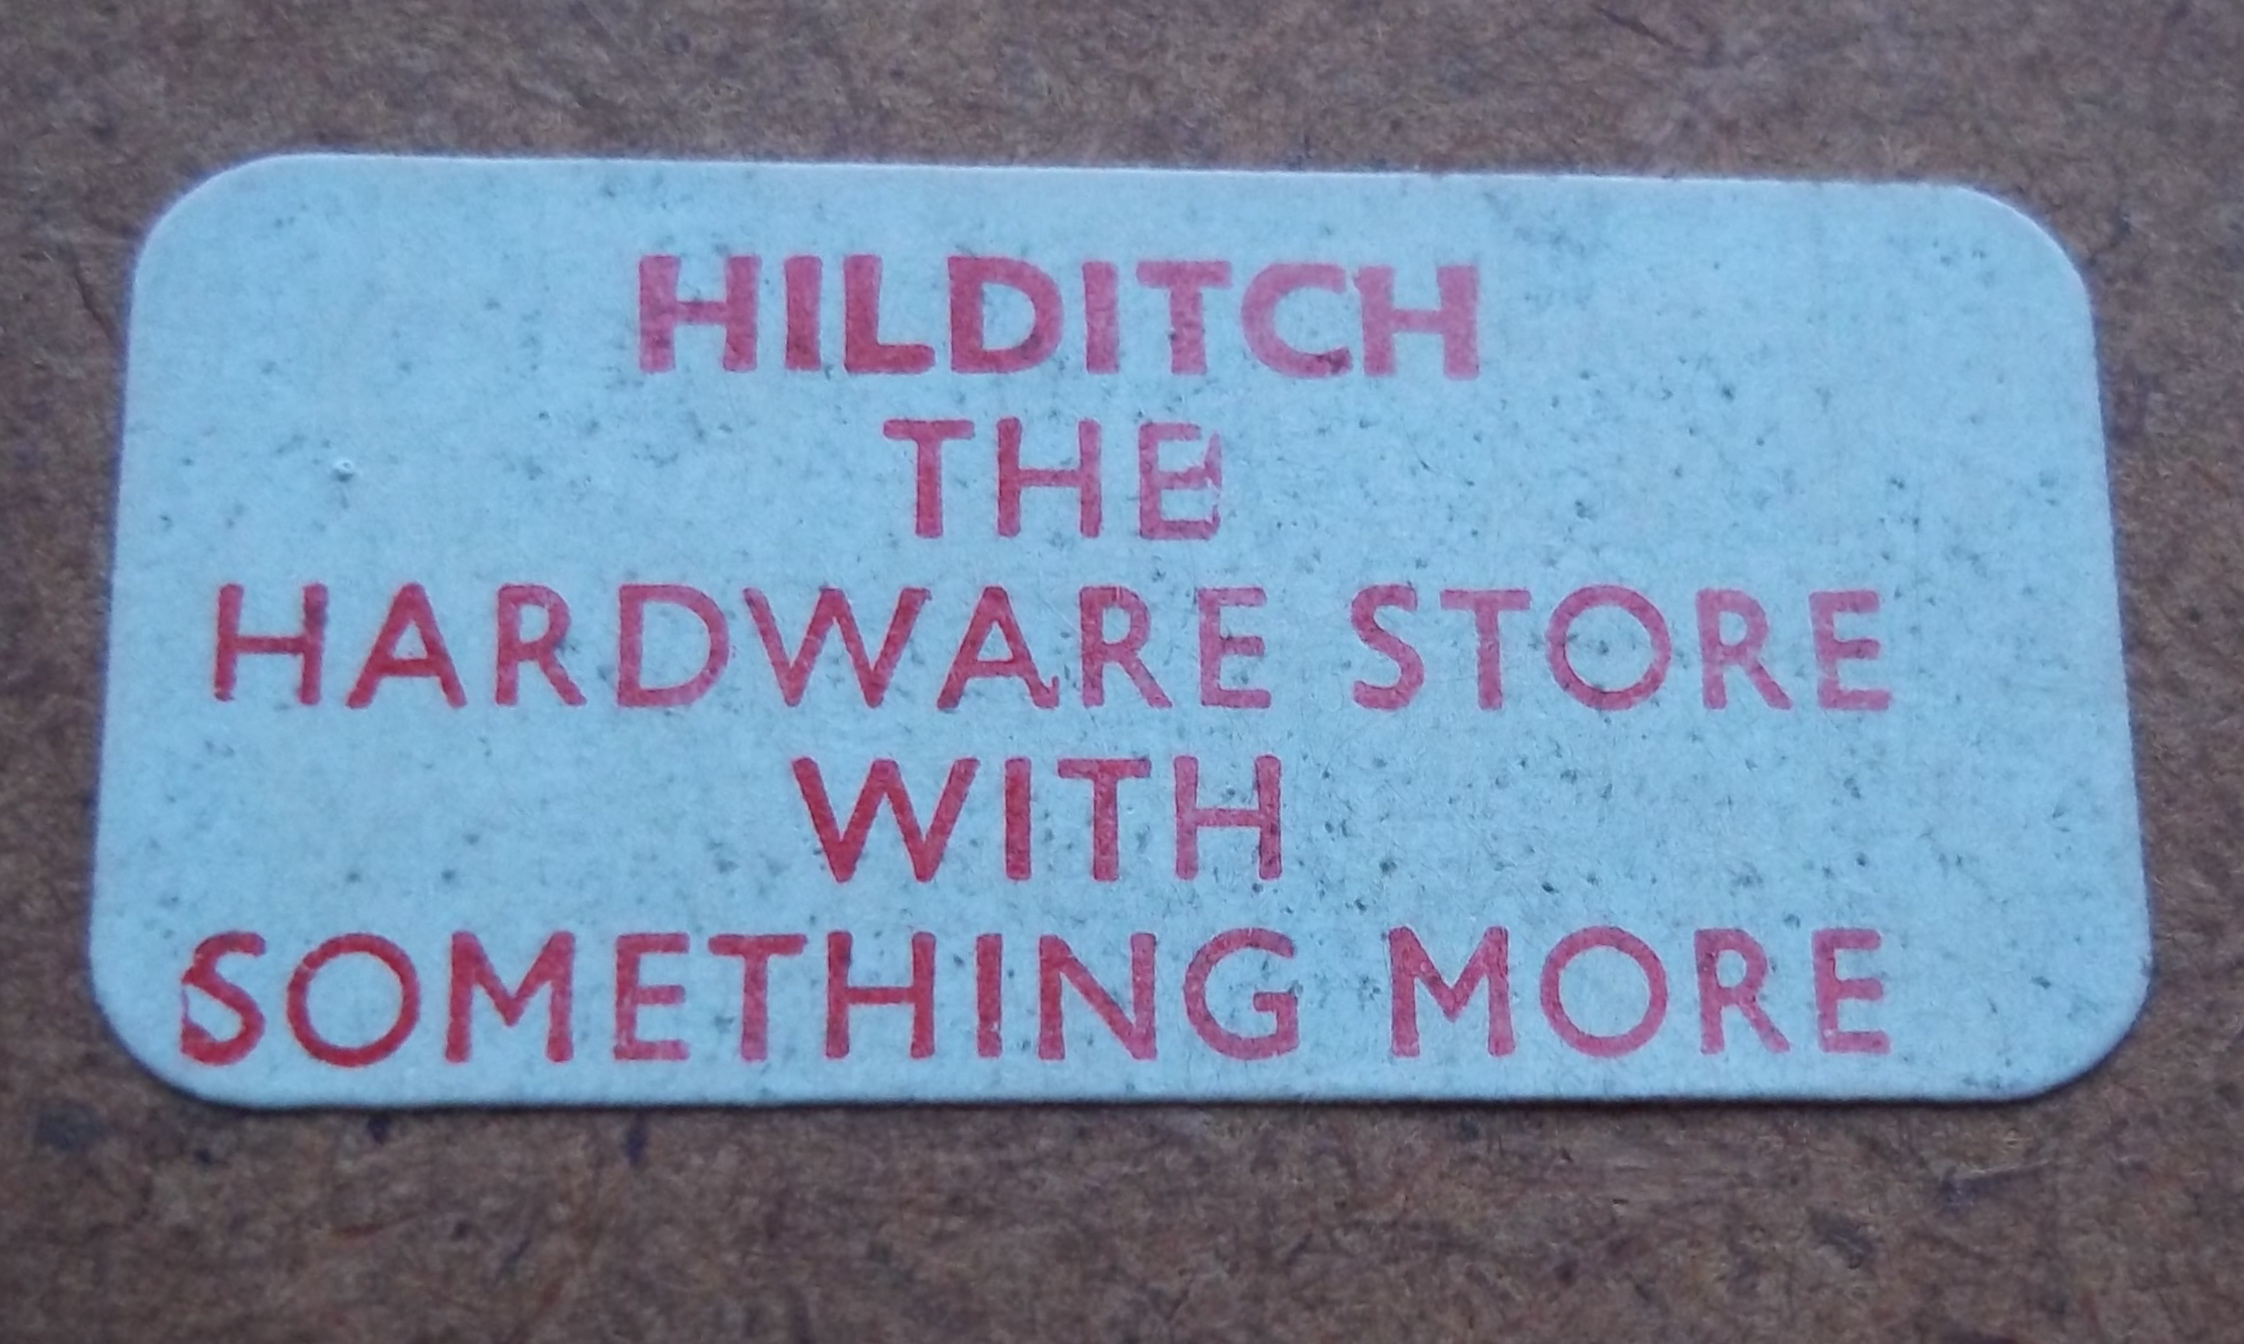 HILDITCH
THE
HARDWARE STORE
WITH
SOMETHING MORE